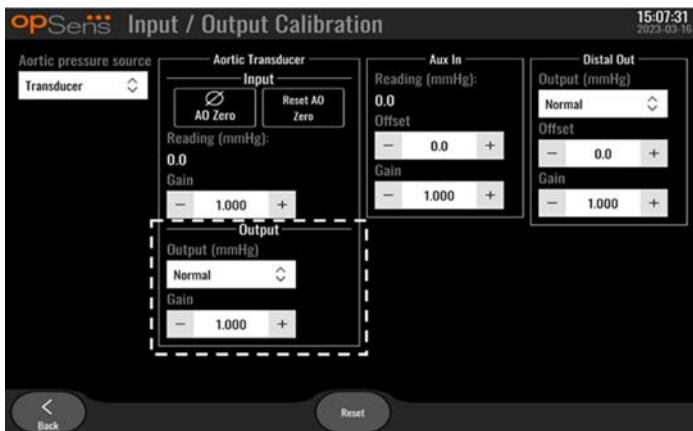 opSens Input / Output Calibration
15:07:31
2023-03-16
Aortic pressure source
Transducer
Aortic Transducer
Input
AO Zero
Reset AO
Zero
Reading (mmHg):
0.0
Gain
− 1.000 +
Output
Output (mmHg)
Normal
Gain
− 1.000 +
Aux In
Reading (mmHg):
0.0
Offset
− 0.0 +
Gain
− 1.000 +
Distal Out
Output (mmHg)
Normal
Offset
− 0.0 +
Gain
− 1.000 +
Back
Reset